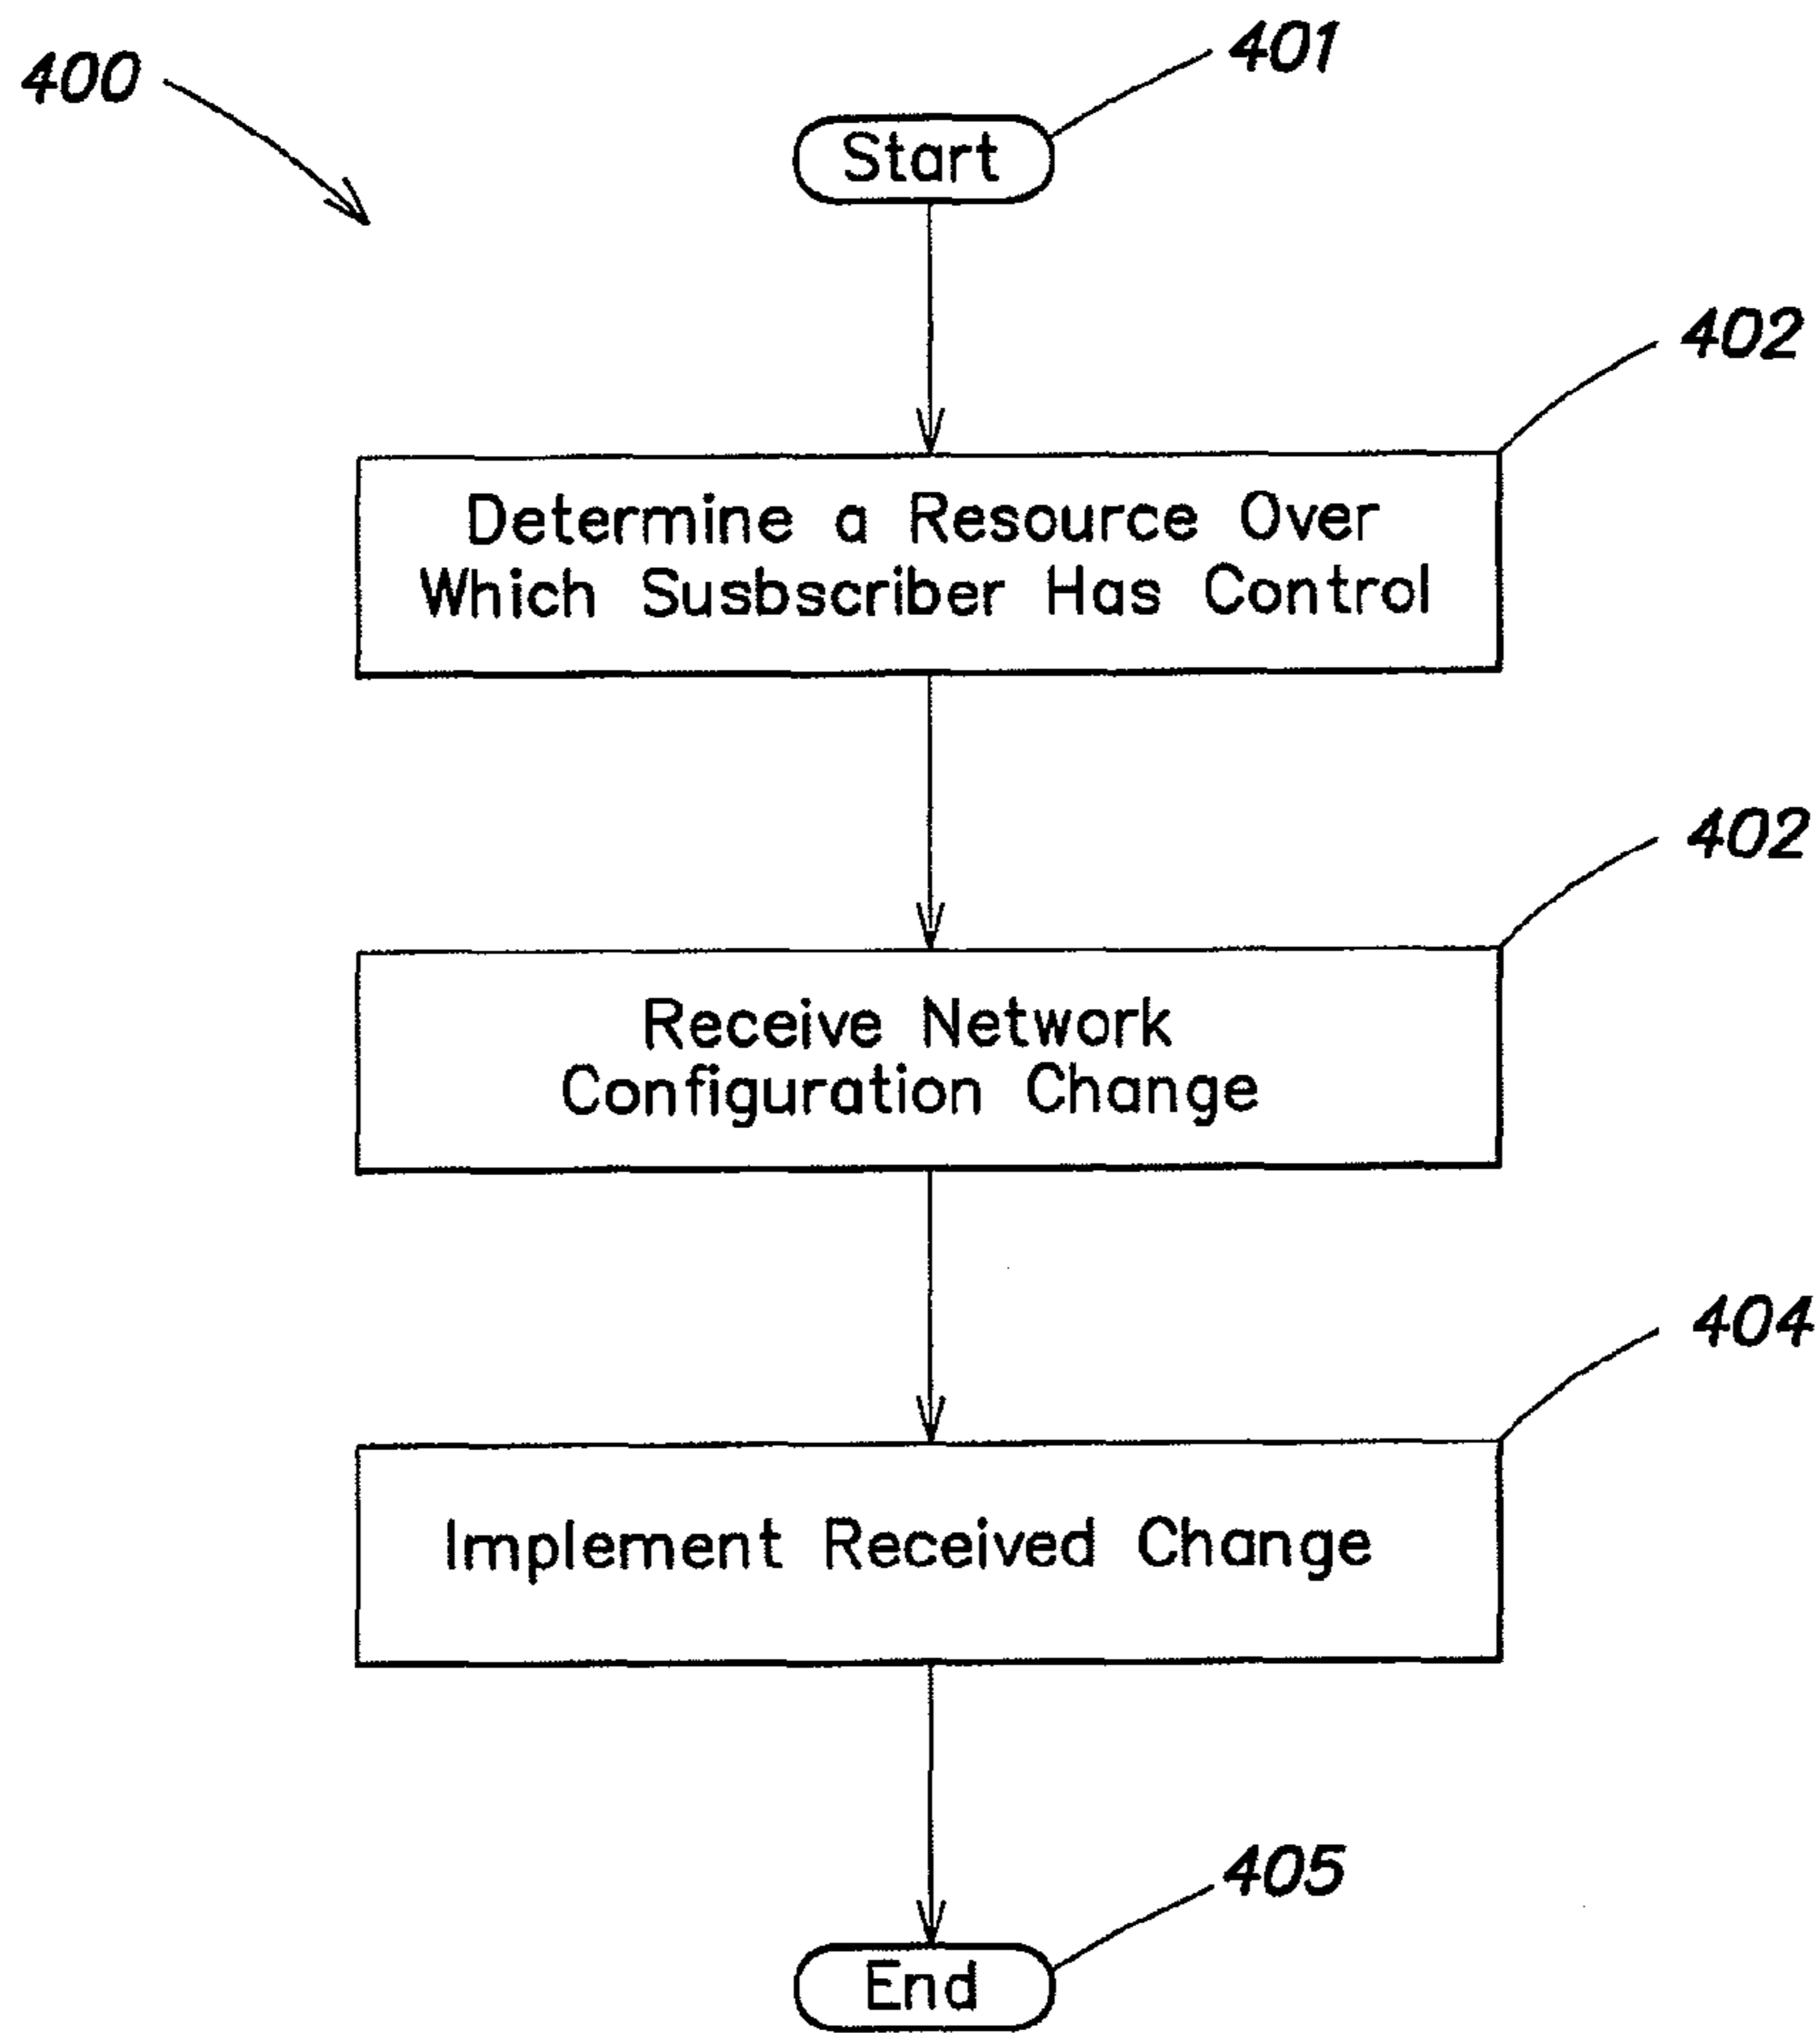 400
401
Start
402
Determine a Resource Over
Which Susbscriber Has Control
402
Receive Network
Configuration Change
404
Implement Received Change
405
End